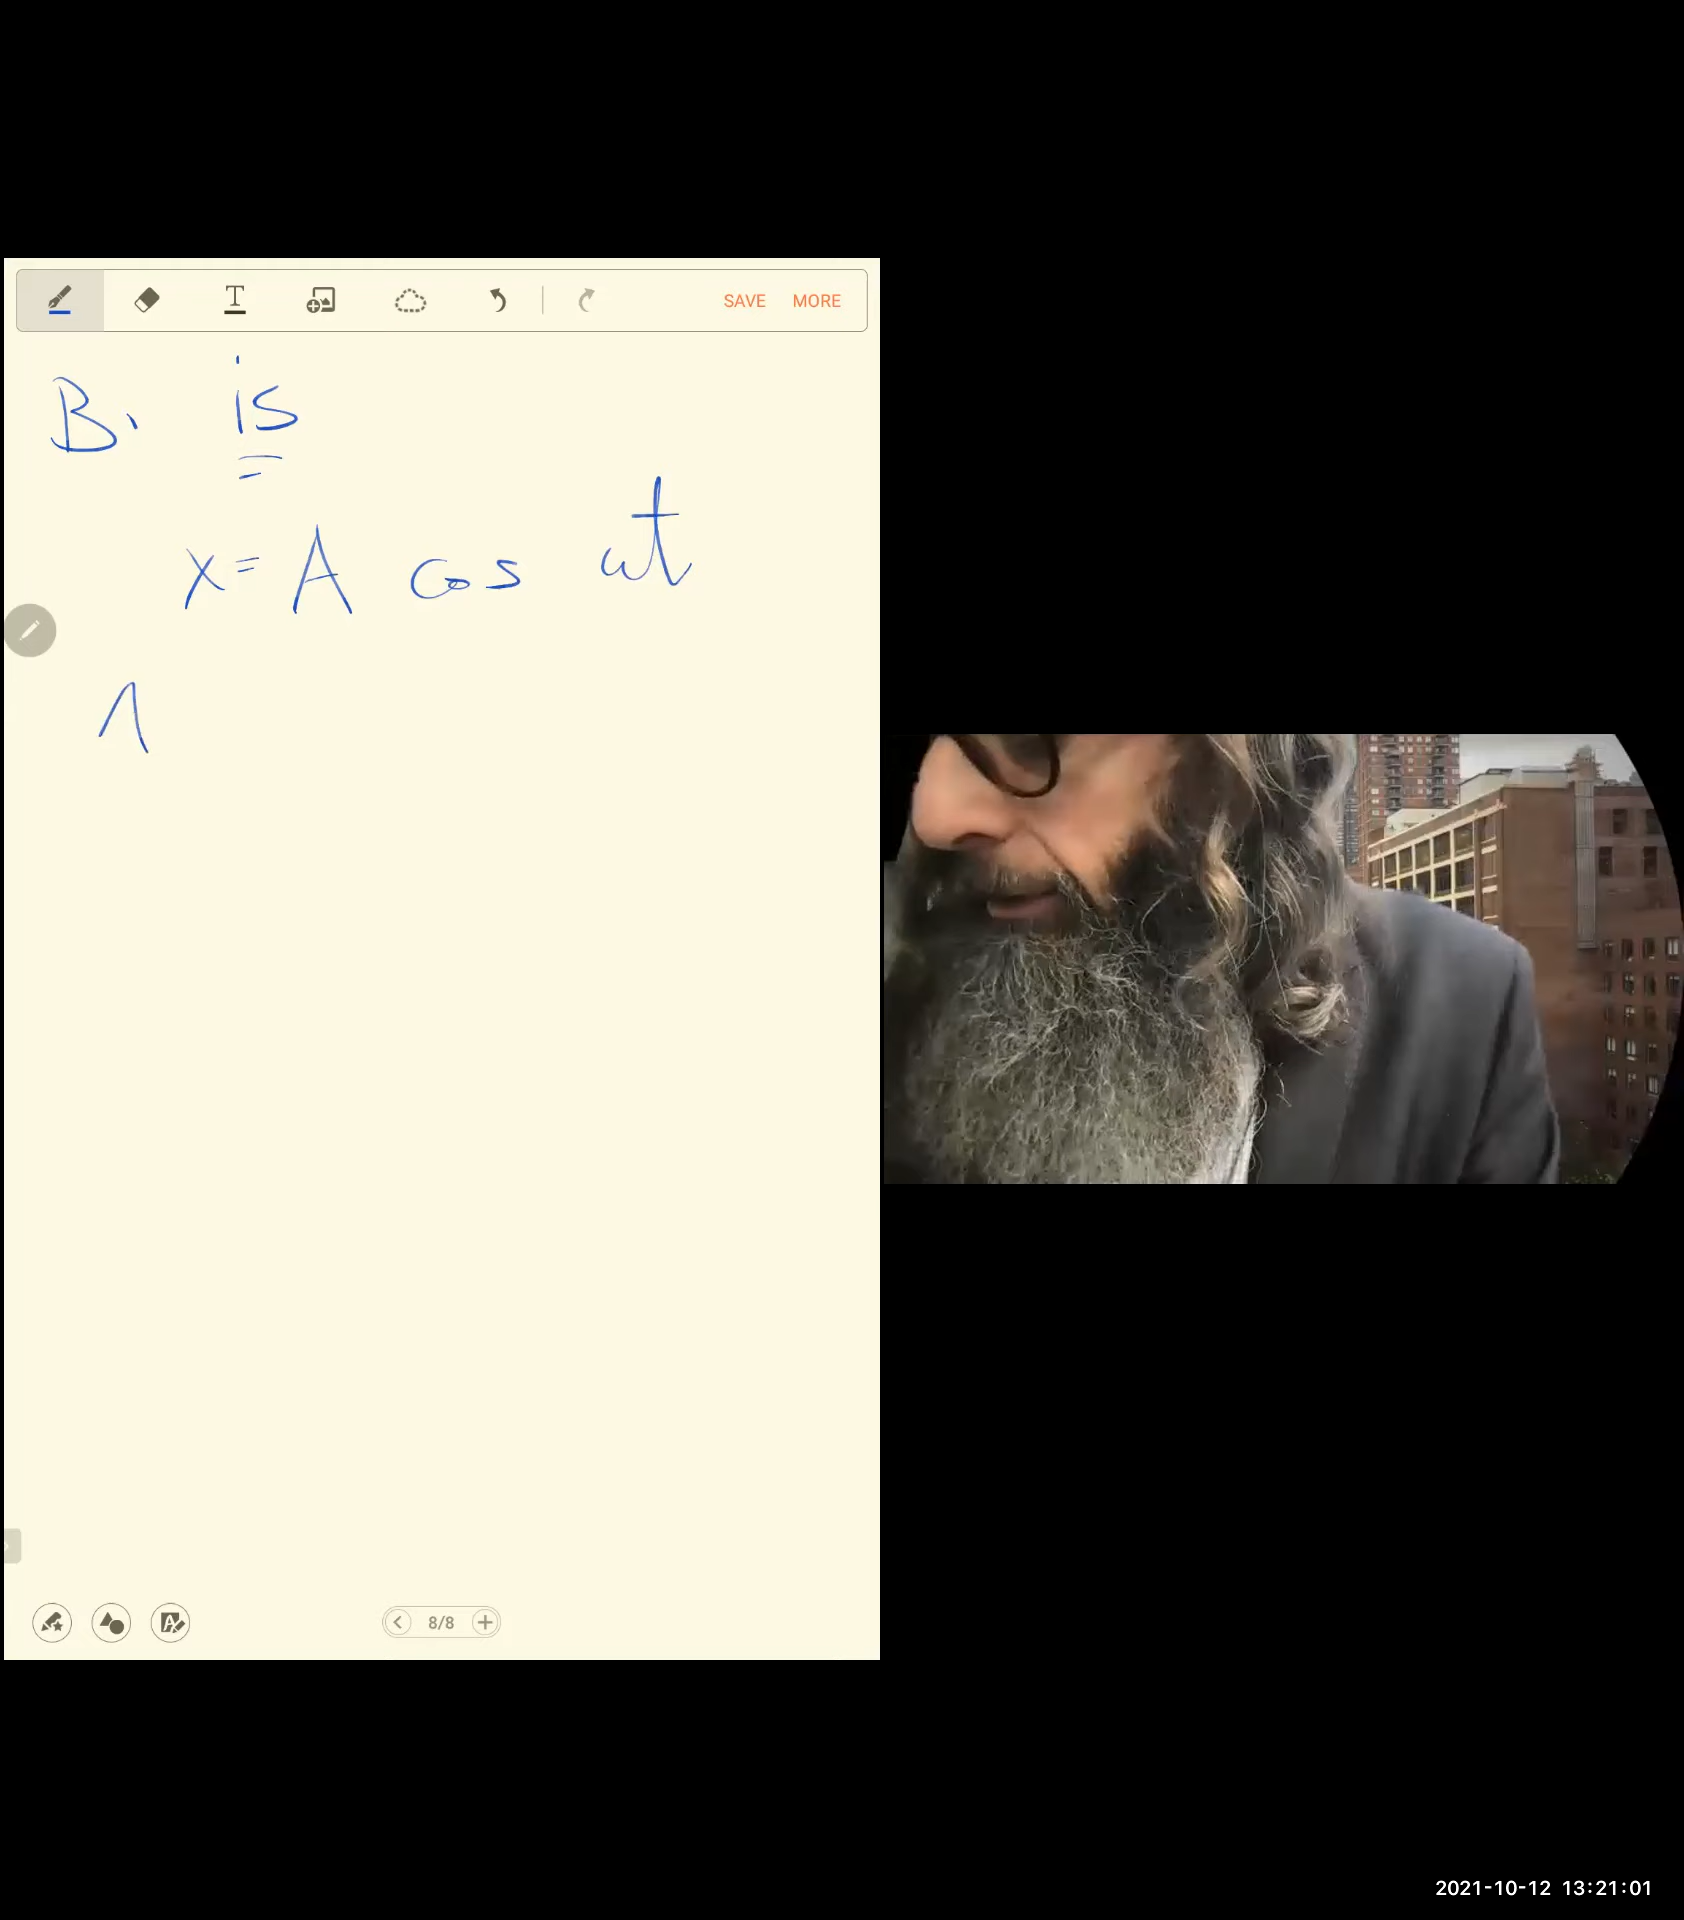 T
SAVE MORE
B. is
x = A cos ωt
8/8
2021-10-12 13:21:01